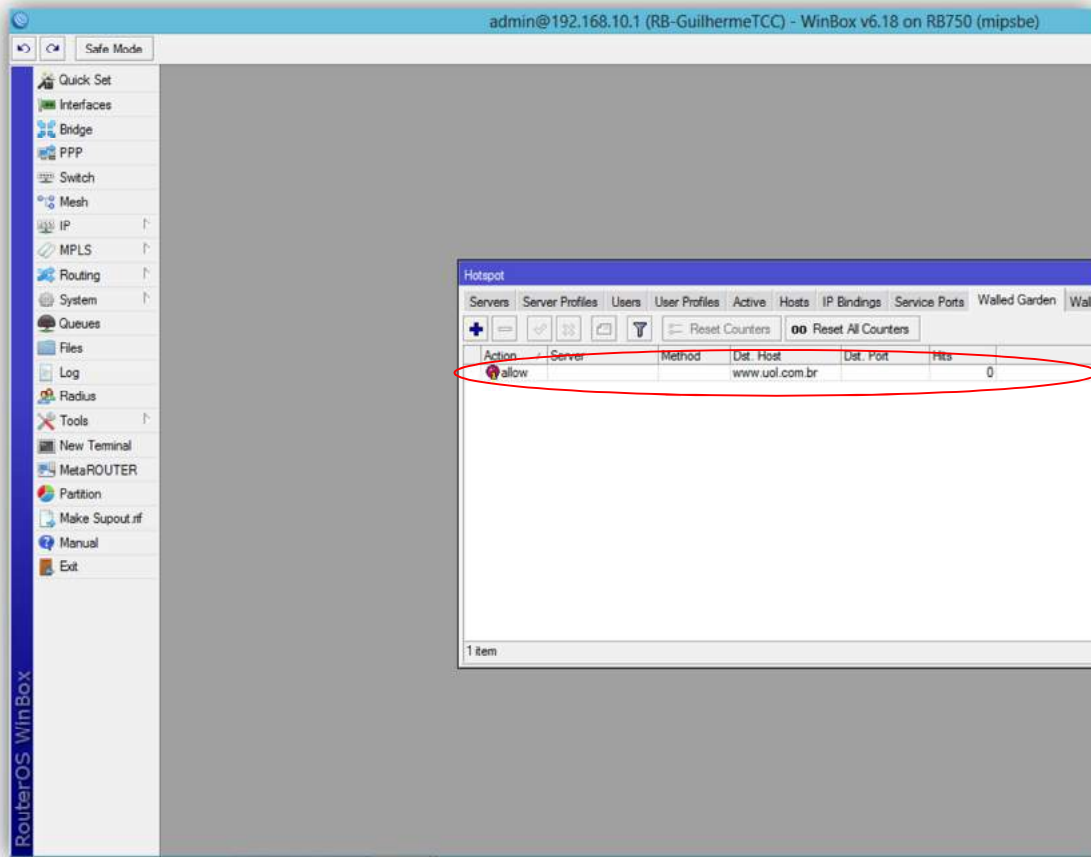 admin@192.168.10.1 (RB-GuilhermeTCC) - WinBox v6.18 on RB750 (mipsbe)
Safe Mode
Quick Set
Interfaces
Bridge
PPP
Switch
Mesh
IP
MPLS
Routing
System
Queues
Files
Log
Radius
Tools
New Terminal
MetaROUTER
Partition
Make Supout.rif
Manual
Exit
RouterOS WinBox
Hotspot
Servers Server Profiles Users User Profiles Active Hosts IP Bindings Service Ports Walled Garden Wal
Reset Counters 00 Reset All Counters
Action Server Method Dst. Host Dst. Port Hits
allow www.uol.com.br 0
1 item